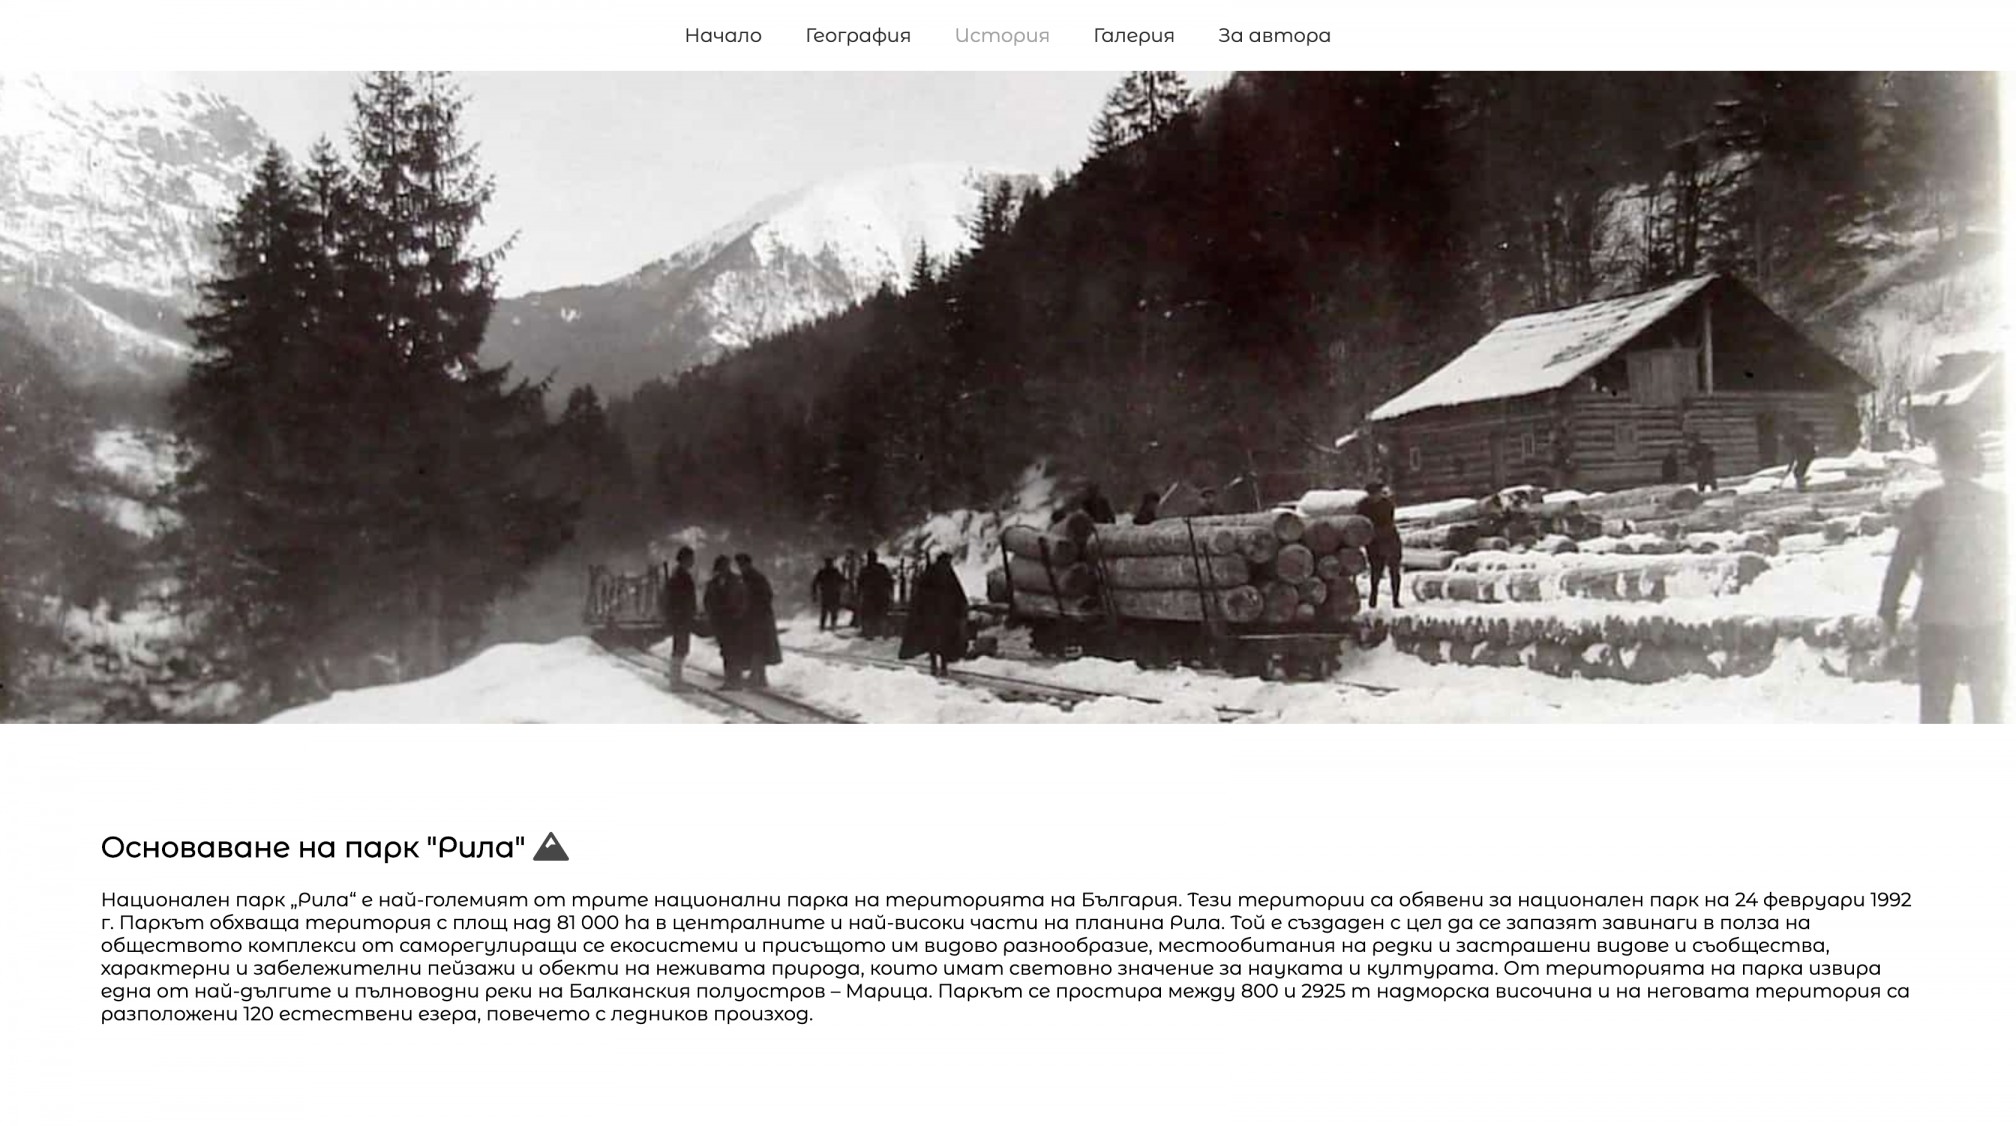 Начало География История Галерия За автора
Основаване на парк "Рила"
Национален парк „Рила“ е най-големият от трите национални парка на територията на България. Тези територии са обявени за национален парк на 24 февруари 1992
г. Паркът обхваща територия с площ над 81 000 ha в централните и най-високи части на планина Рила. Той е създаден с цел да се запазят завинаги в полза на
обществото комплекси от саморегулиращи се екосистеми и присъщото им видово разнообразие, местообитания на редки и застрашени видове и съобщества,
характерни и забележителни пейзажи и обекти на неживата природа, които имат световно значение за науката и културата. От територията на парка извира
една от най-дългите и пълноводни реки на Балканския полуостров – Марица. Паркът се простира между 800 и 2925 m надморска височина и на неговата територия са
разположени 120 естествени езера, повечето с ледников произход.